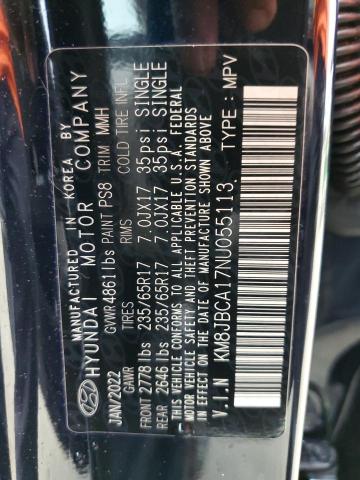 MANUFACTURED IN KOREA BY
HYUNDAI MOTOR COMPANY
JAN/2022 GVWR 4861 lbs PAINT PS8 TRIM MMH
GAWR TIRES RIMS COLD TIRE INFL
FRONT 2778 lbs 235/65R17 7.0JX17 35psi SINGLE
REAR 2646 lbs 235/65R17 7.0JX17 35psi SINGLE
THIS VEHICLE CONFORMS TO ALL APPLICABLE U.S.A. FEDERAL
MOTOR VEHICLE SAFETY AND THEFT PREVENTION
STANDARDS IN EFFECT ON THE DATE OF MANUFACTURE SHOWN ABOVE
V.I.N KM8JBCA17NU055113. TYPE : MPV